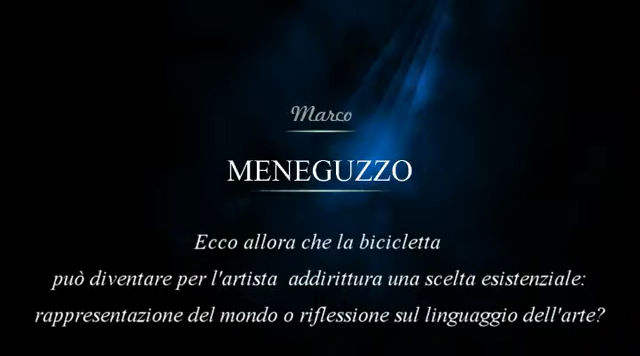 Marco
MENEGUZZO
Ecco allora che la bicicletta
può diventare per l'artista addirittura una scelta esistenziale:
rappresentazione del mondo o riflessione sul linguaggio dell'arte?